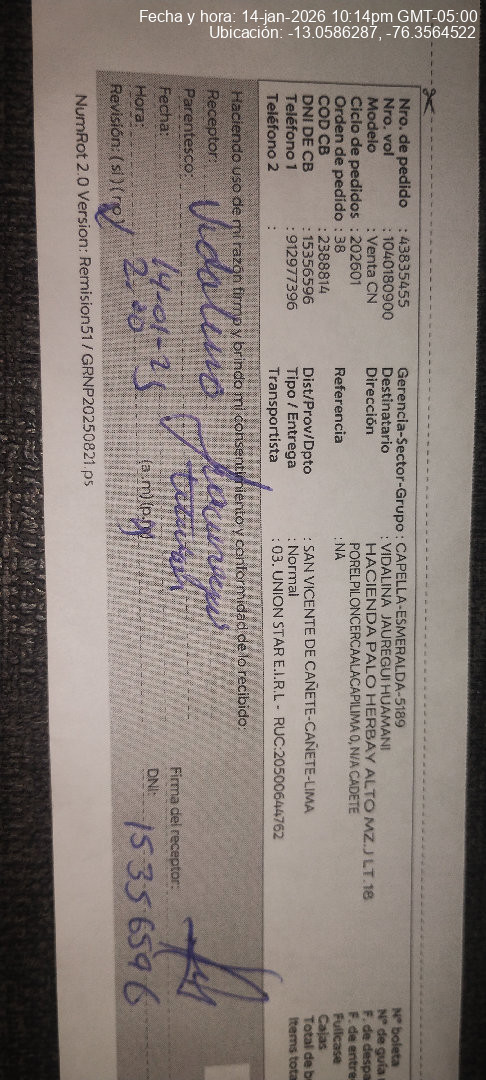 Fecha y hora: 14-jan-2026 10:14pm GMT-05:00
Ubicación: -13.0586287, -76.3564522
Nro. de pedido : 43835455
Nro. vol : 1040180900
Modelo : Venta CN
Ciclo de pedidos : 202601
Orden de pedido : 38
COD CB : 2388814
DNI DE CB : 15356596
Teléfono 1 : 912977396
Teléfono 2 :
Gerencia-Sector-Grupo : CAPELLA-ESMERALDA-5189
Destinatario : VIDALINA JAUREGUI HUAMANI
Dirección HACIENDA PALO HERBAY ALTO MZ.J LT.18
PORELPILONCERCAALACAPILIMA 0, N/A CADETE
Referencia : NA
Dist/Prov/Dpto : SAN VICENTE DE CAÑETE-CAÑETE-LIMA
Tipo / Entrega : Normal
Transportista : 03. UNION STAR E.I.R.L - RUC:20500644762
N° boleta
N° de guía
F. de despa
F. de entre
Fullcase
Cajas
Total de b
Items tota
Haciendo uso de mi razón firmo y brindo mi consentimiento y conformidad de lo recibido:
Receptor: Vidalina Jauregui
Parentesco: Titular
Firma del receptor:
Fecha: 14-01-25
Hora: 2:20 (a.m)(p.m)
DNI: 15356596
Revisión: (si) (no)
NumRot 2.0 Version: Remision51 / GRNP20250821.ps